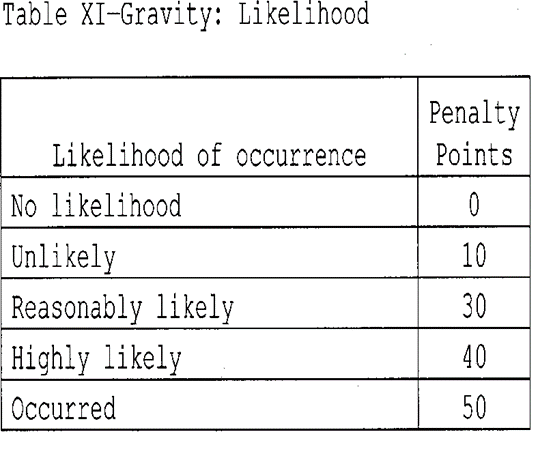 Table XI—Gravity: Likelihood
Penalty
Likelihood of occurrence Points
No likelihood 0
Unlikely 10
Reasonably likely 30
Highly likely 40
Occurred 50